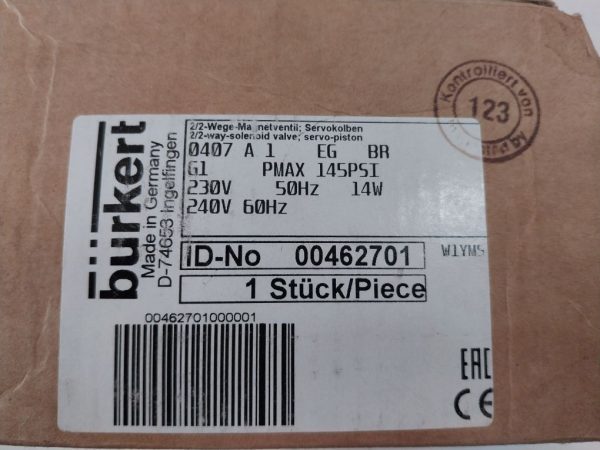 bürkert
Made in Germany
D-74653 Ingelfingen
2/2-Wege-Magnetventil; Servokolben
2/2-way-solenoid valve; servo-piston
0407 A 1 EG BR
G1 PMAX 145PSI
230V 50Hz 14W
240V 60Hz
ID-No 00462701
W1YMS
1 Stück/Piece
00462701000001
EAC
CE
Kontrolliert von
123